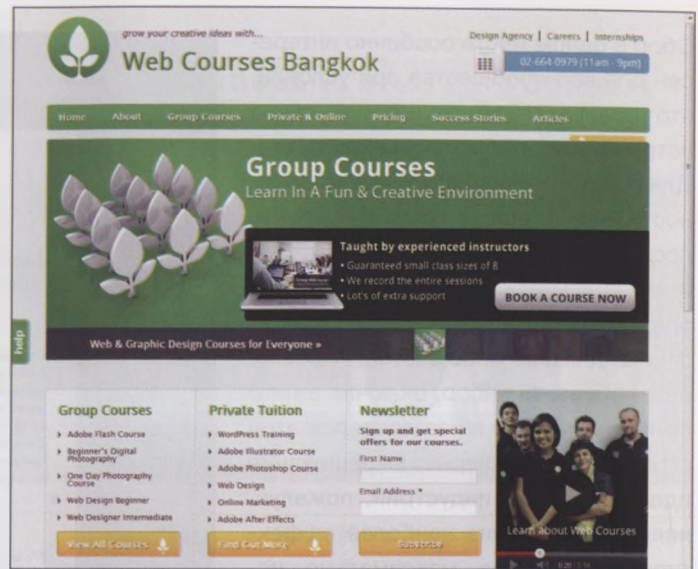 grow your creative ideas with...
Web Courses Bangkok
Design Agency | Careers | Internships
02-664-0979 (11am - 9pm)
Home About Group Courses Private & Online Pricing Success Stories Articles
Group Courses
Learn In A Fun & Creative Environment
Taught by experienced instructors
• Guaranteed small class sizes of 8
• We record the entire sessions
• Lot's of extra support
BOOK A COURSE NOW
help
Web & Graphic Design Courses for Everyone »
Group Courses
Adobe Flash Course
Beginner's Digital
Photography
One Day Photography
Course
Web Design Beginner
Web Designer Intermediate
View All Courses
Private Tuition
WordPress Training
Adobe Illustrator Course
Adobe Photoshop Course
Web Design
Online Marketing
Adobe After Effects
Find Out More
Newsletter
Sign up and get special
offers for our courses.
First Name
Email Address *
Subscribe
Learn about Web Courses